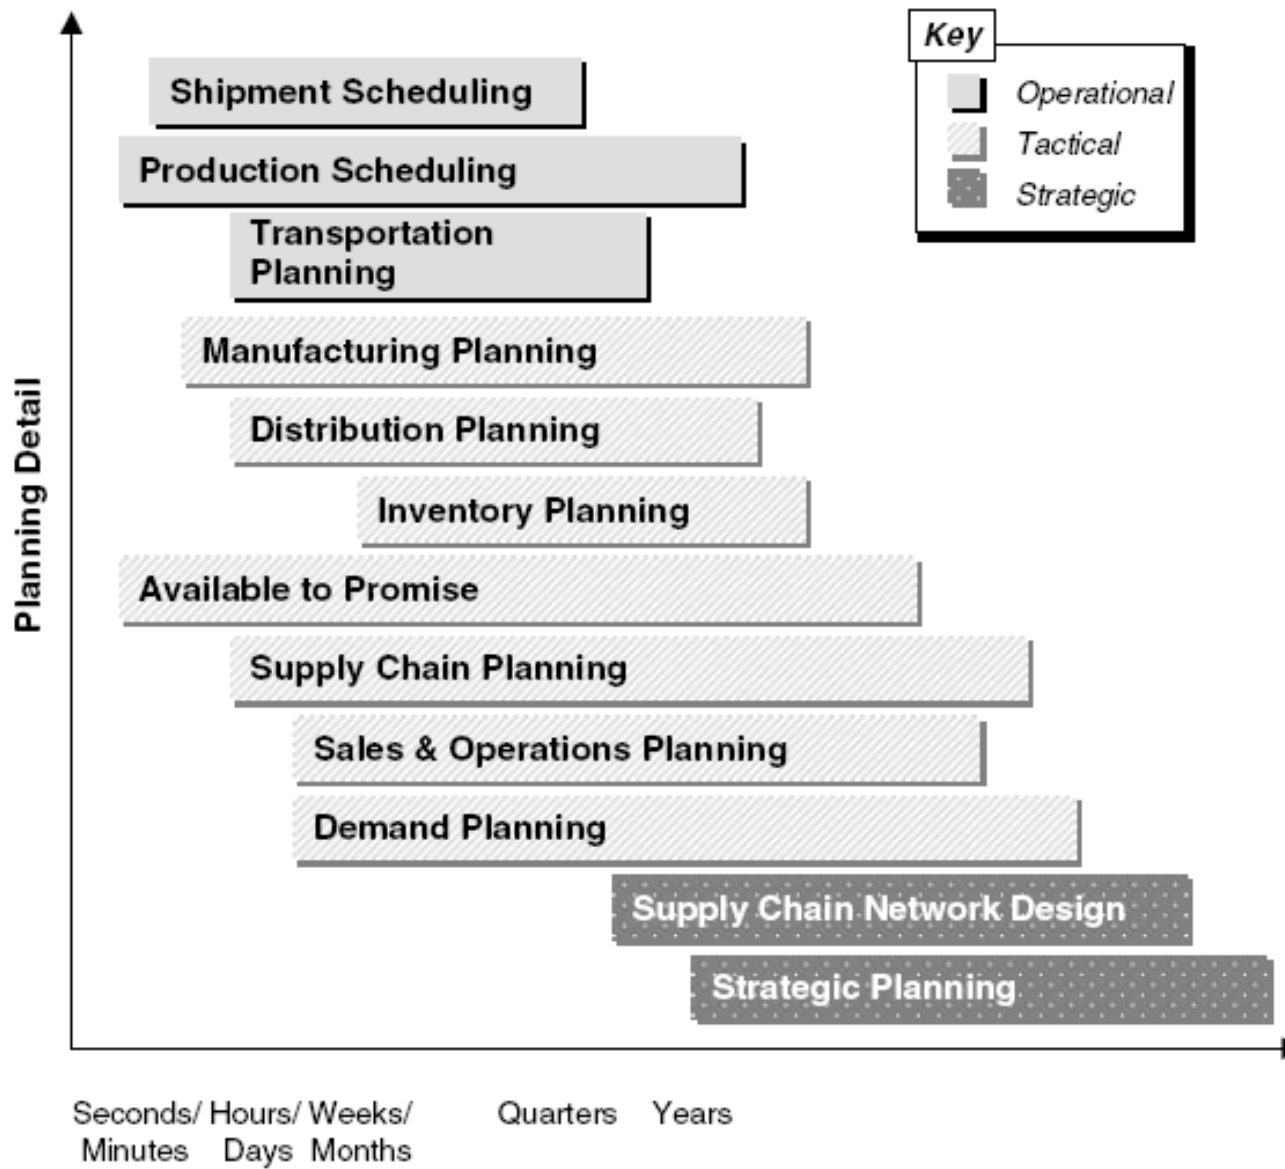 Key
Operational
Tactical
Strategic
Shipment Scheduling
Production Scheduling
Transportation
Planning
Manufacturing Planning
Distribution Planning
Inventory Planning
Available to Promise
Supply Chain Planning
Sales & Operations Planning
Demand Planning
Supply Chain Network Design
Strategic Planning
Planning Detail
Seconds/ Hours/ Weeks/ Quarters Years
Minutes Days Months